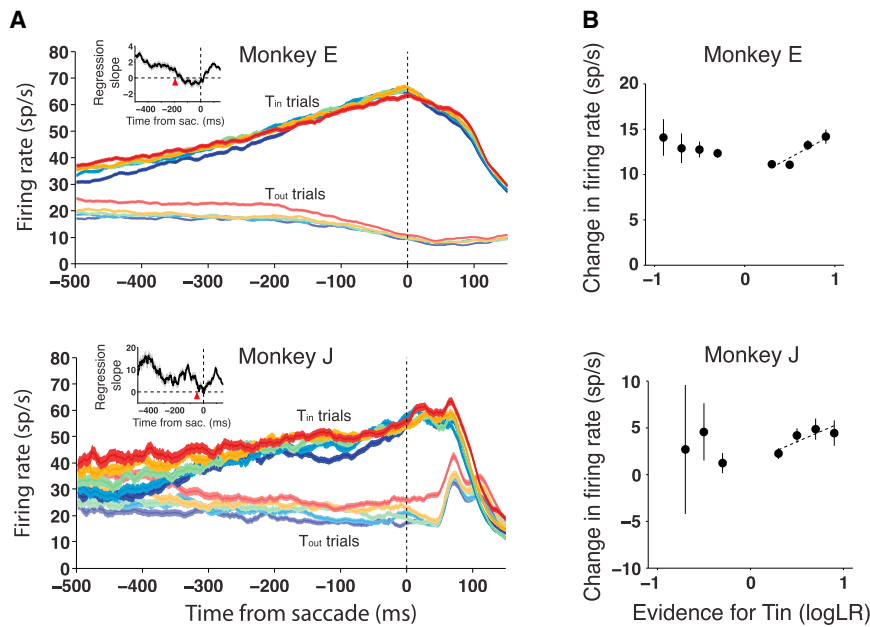 A
B
Monkey E
Firing rate (sp/s)
80
70
60
50
40
30
20
10
0
−500
−400
−300
−200
−100
0
100
Tin trials
Tout trials
Regression
slope
4
2
0
−2
−400
−200
0
Time from sac. (ms)
Monkey E
Change in firing rate (sp/s)
20
15
10
5
0
−1
0
1
Monkey J
Firing rate (sp/s)
80
70
60
50
40
30
20
10
0
−500
−400
−300
−200
−100
0
100
Time from saccade (ms)
Tin trials
Tout trials
Regression
slope
20
10
0
−400
−200
0
Time from sac. (ms)
Monkey J
Change in firing rate (sp/s)
10
5
0
−5
−10
−1
0
1
Evidence for Tin (logLR)